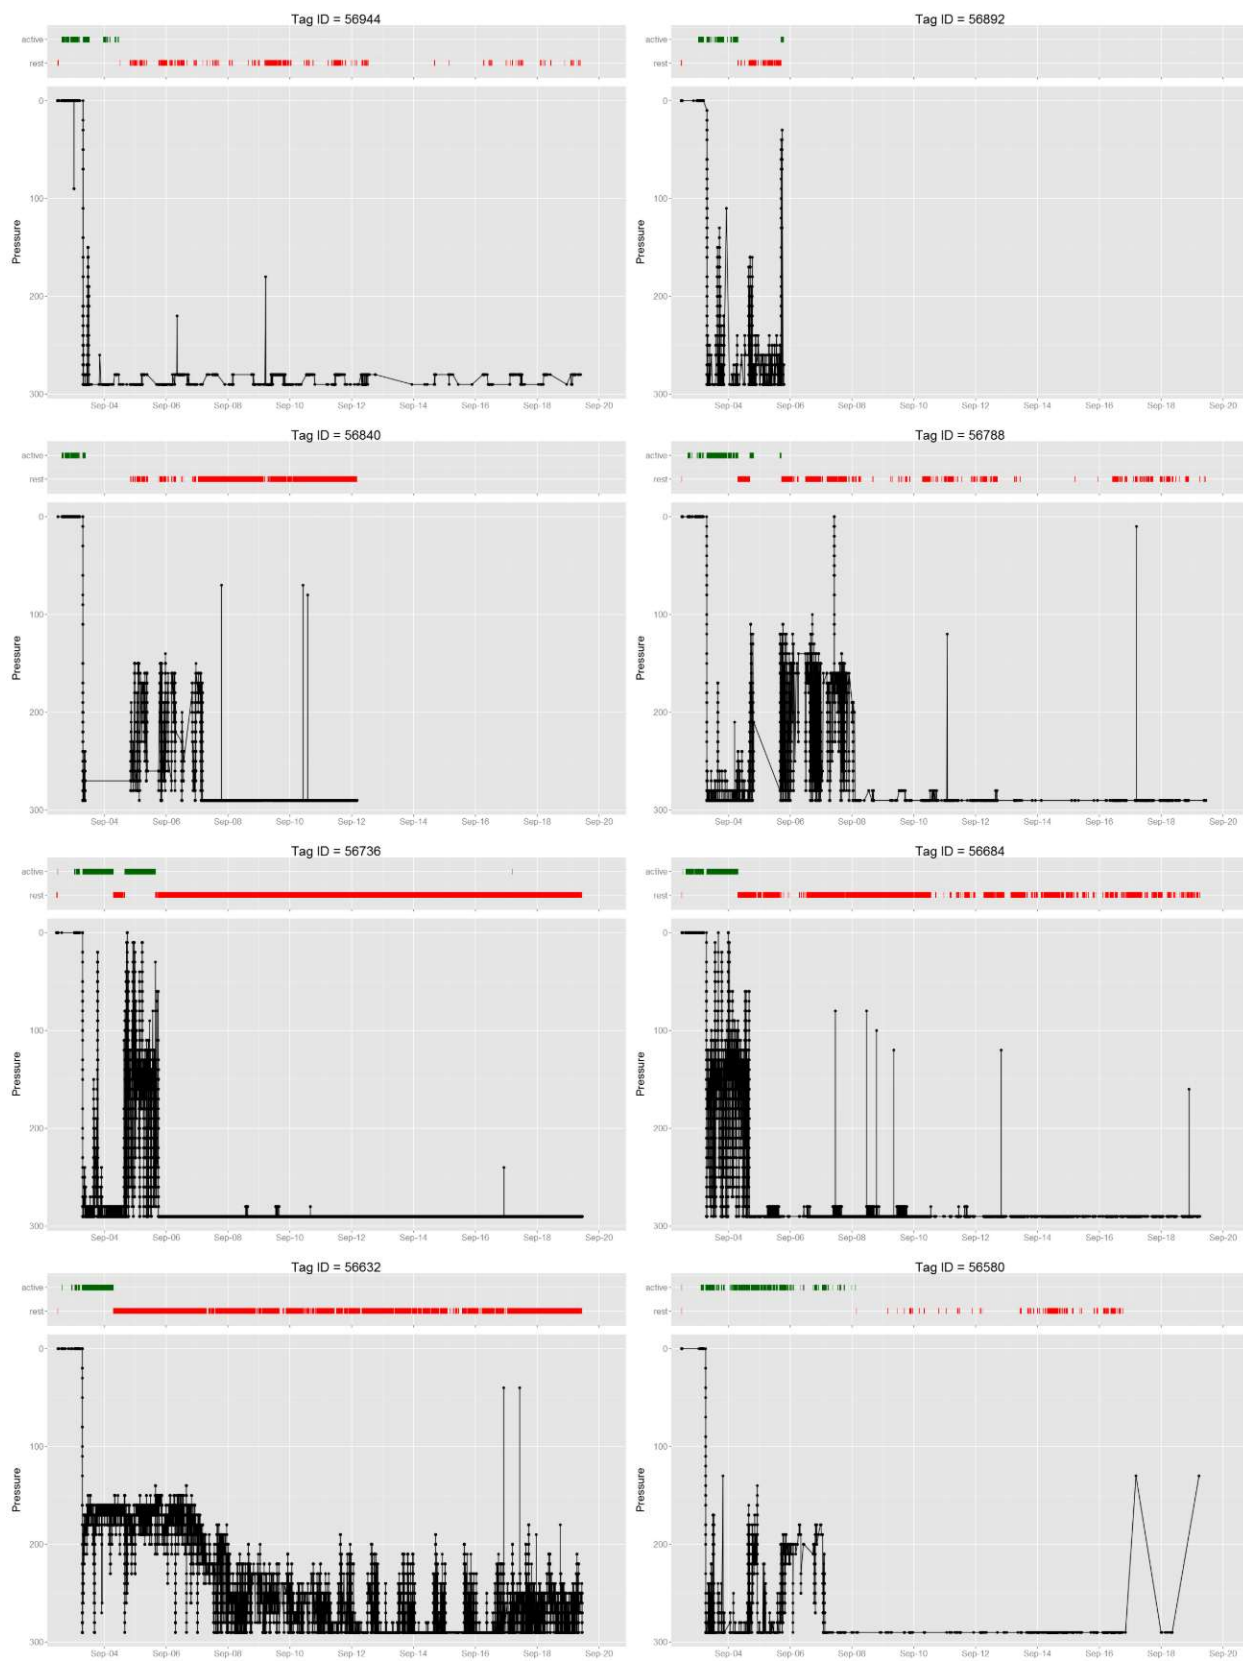 Tag ID = 56944
active
rest
0
100
200
300
Pressure
Sep-04 Sep-06 Sep-08 Sep-10 Sep-12 Sep-14 Sep-16 Sep-18 Sep-20
Tag ID = 56892
active
rest
0
100
200
300
Pressure
Sep-04 Sep-06 Sep-08 Sep-10 Sep-12 Sep-14 Sep-16 Sep-18 Sep-20
Tag ID = 56840
active
rest
0
100
200
300
Pressure
Sep-04 Sep-06 Sep-08 Sep-10 Sep-12 Sep-14 Sep-16 Sep-18 Sep-20
Tag ID = 56788
active
rest
0
100
200
300
Pressure
Sep-04 Sep-06 Sep-08 Sep-10 Sep-12 Sep-14 Sep-16 Sep-18 Sep-20
Tag ID = 56736
active
rest
0
100
200
300
Pressure
Sep-04 Sep-06 Sep-08 Sep-10 Sep-12 Sep-14 Sep-16 Sep-18 Sep-20
Tag ID = 56684
active
rest
0
100
200
300
Pressure
Sep-04 Sep-06 Sep-08 Sep-10 Sep-12 Sep-14 Sep-16 Sep-18 Sep-20
Tag ID = 56632
active
rest
0
100
200
300
Pressure
Sep-04 Sep-06 Sep-08 Sep-10 Sep-12 Sep-14 Sep-16 Sep-18 Sep-20
Tag ID = 56580
active
rest
0
100
200
300
Pressure
Sep-04 Sep-06 Sep-08 Sep-10 Sep-12 Sep-14 Sep-16 Sep-18 Sep-20